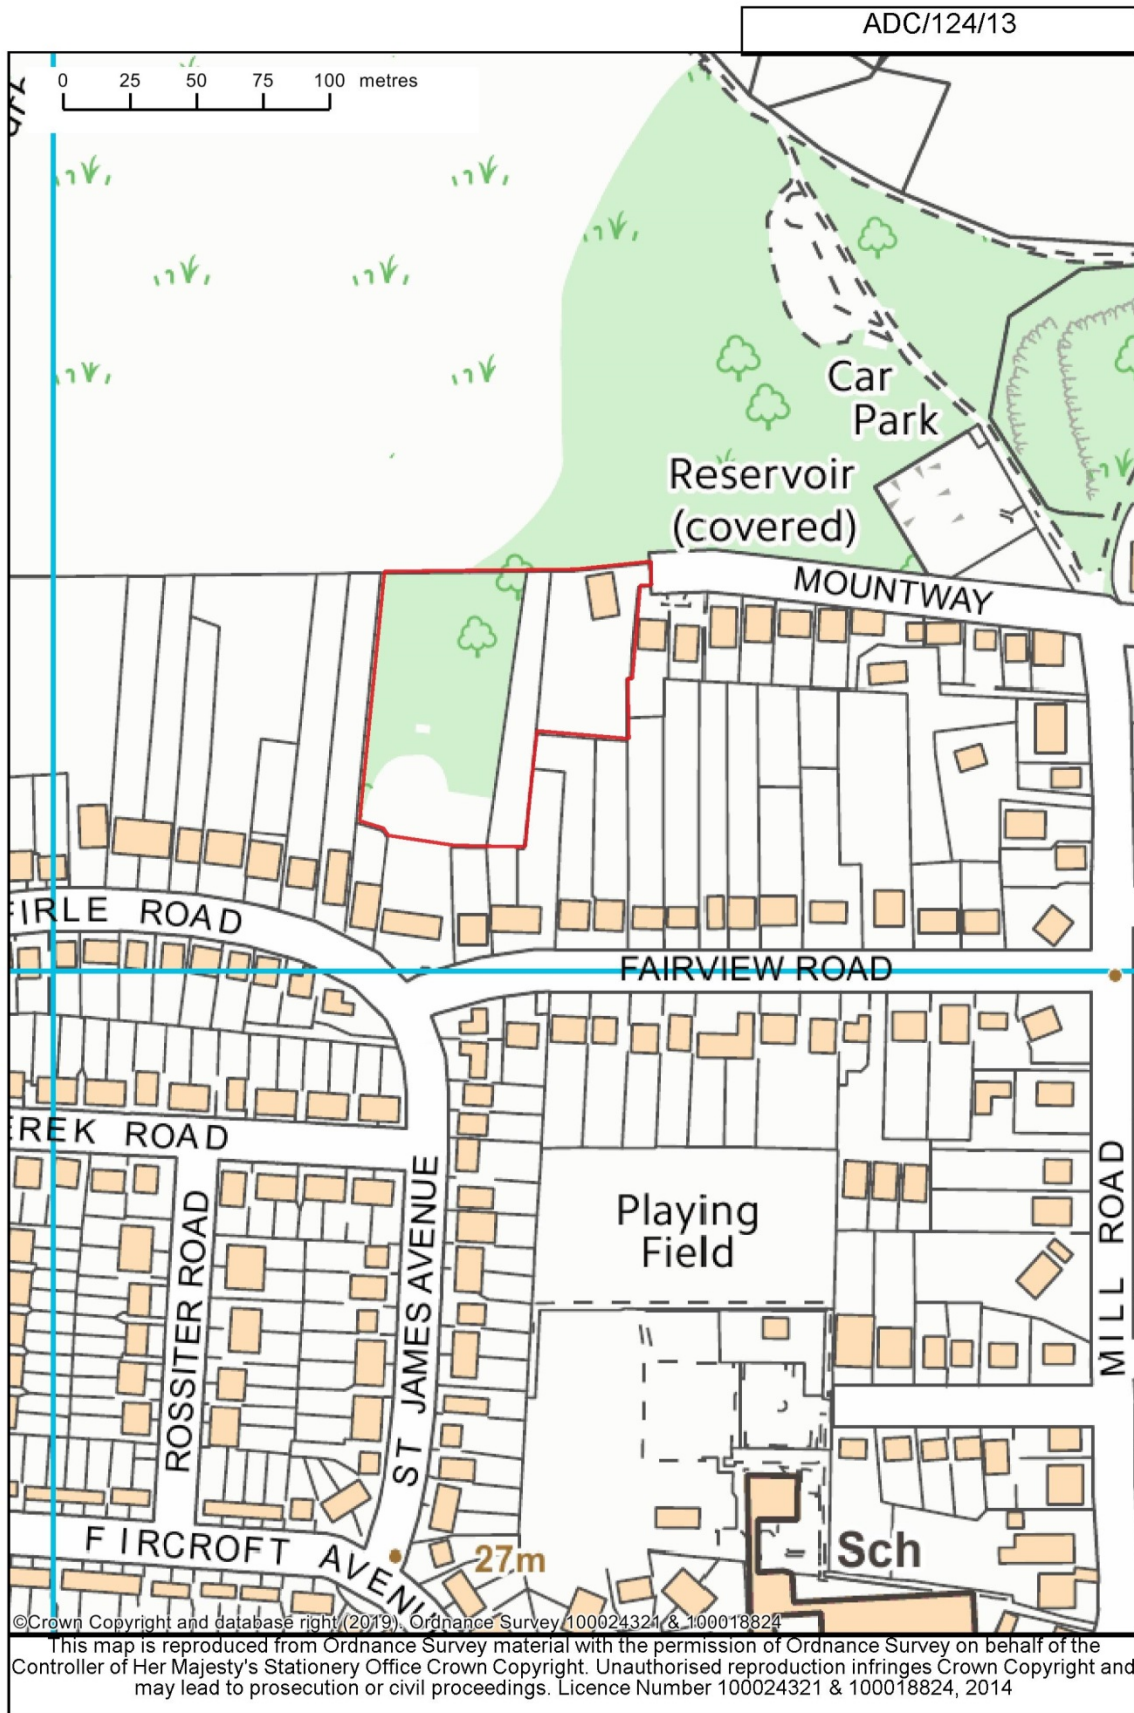 ADC/124/13
0 25 50 75 100 metres
Car
Park
Reservoir
(covered)
MOUNTWAY
FIRLE ROAD
FAIRVIEW ROAD
EREK ROAD
Playing
Field
ROSSITER ROAD
ST JAMES AVENUE
MILL ROAD
Sch
FIRCROFT AVENU
27m
©Crown Copyright and database right (2019). Ordnance Survey 100024321 & 100018824
This map is reproduced from Ordnance Survey material with the permission of Ordnance Survey on behalf of the
Controller of Her Majesty's Stationery Office Crown Copyright. Unauthorised reproduction infringes Crown Copyright and
may lead to prosecution or civil proceedings. Licence Number 100024321 & 100018824, 2014